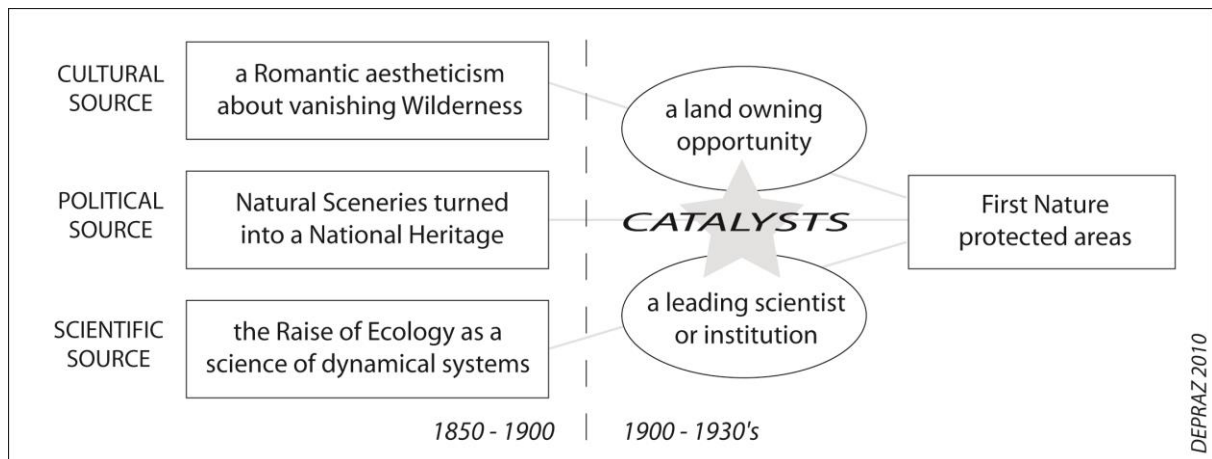 CULTURAL
SOURCE
a Romantic aestheticism
about vanishing Wilderness
POLITICAL
SOURCE
Natural Sceneries turned
into a National Heritage
SCIENTIFIC
SOURCE
the Raise of Ecology as a
science of dynamical systems
a land owning
opportunity
CATALYSTS
a leading scientist
or institution
First Nature
protected areas
1850 - 1900
1900 - 1930's
DEPRAZ 2010